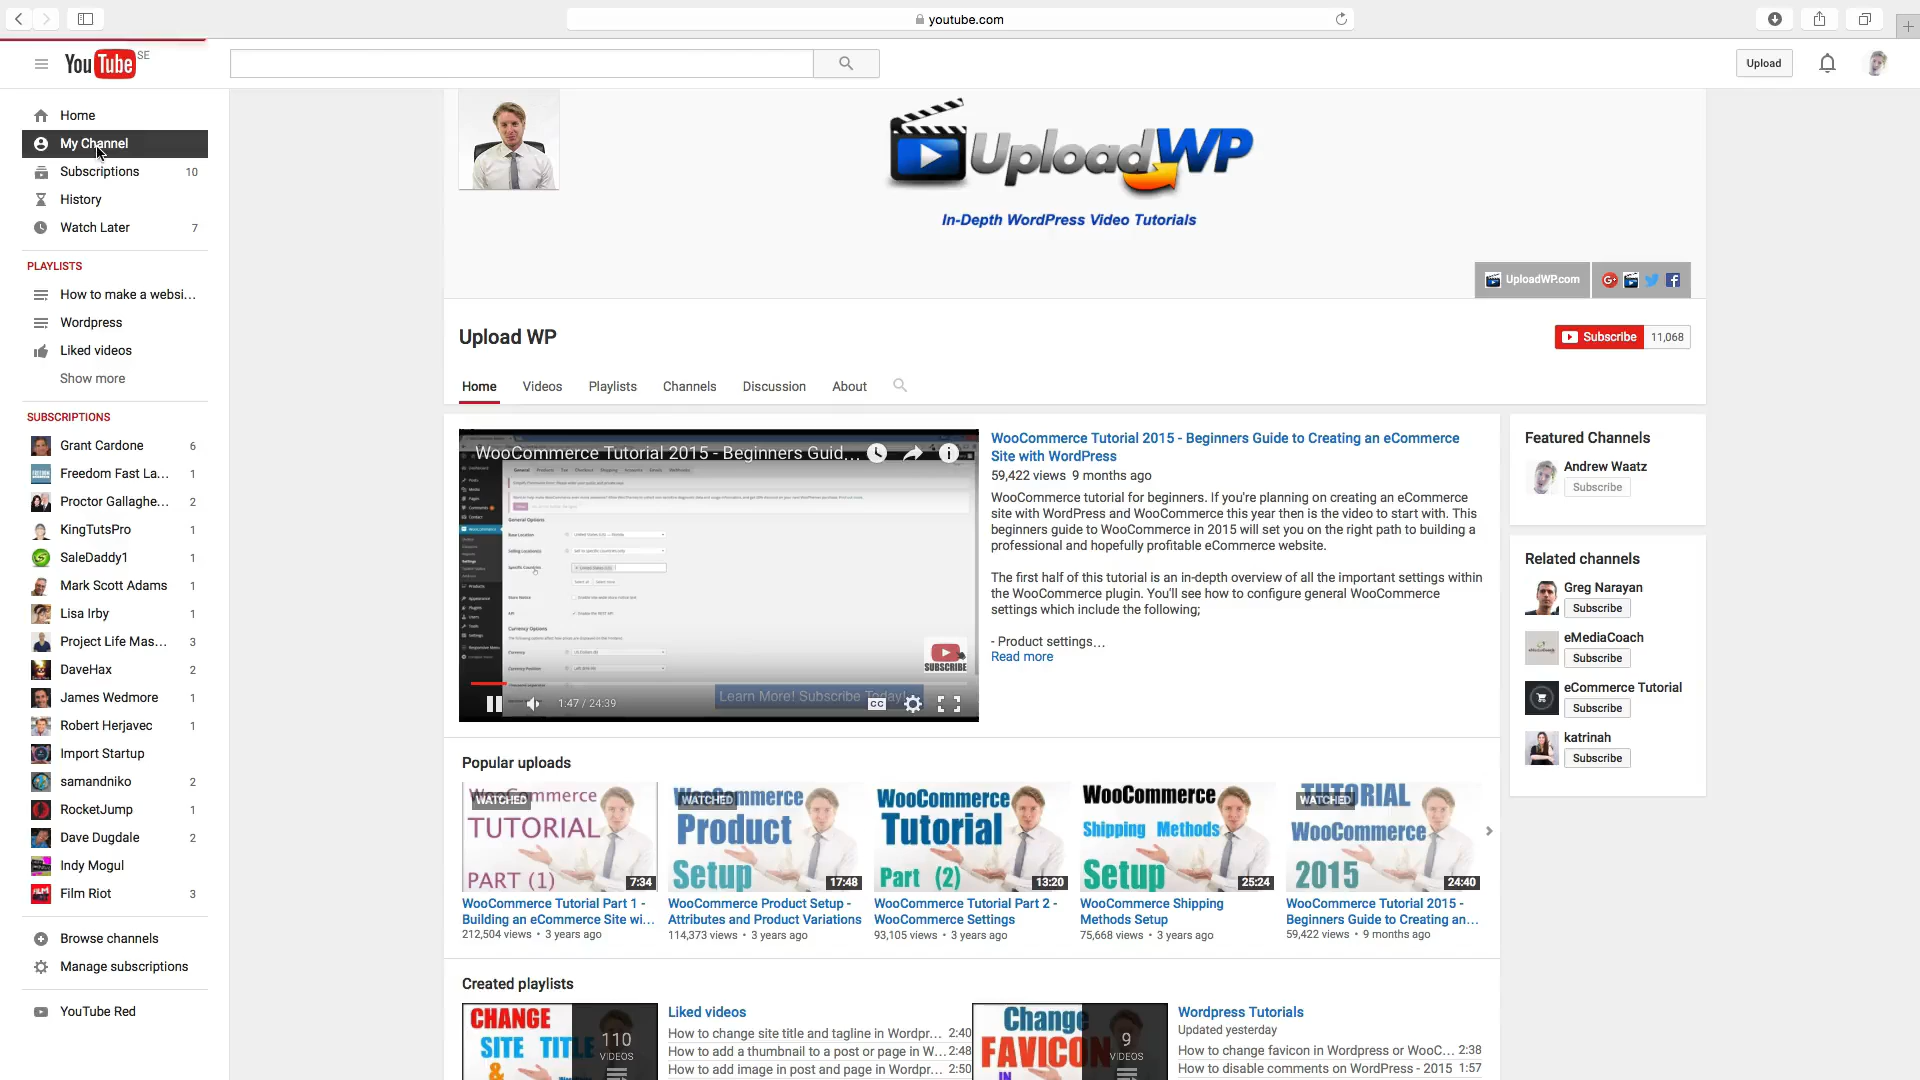 youtube.com
YouTube SE
Upload
Home
My Channel
Subscriptions 10
History
Watch Later 7
PLAYLISTS
How to make a websi...
Wordpress
Liked videos
Show more
SUBSCRIPTIONS
Grant Cardone 6
Freedom Fast La... 1
Proctor Gallaghe... 2
KingTutsPro 1
SaleDaddy1 1
Mark Scott Adams 1
Lisa Irby 1
Project Life Mas... 3
DaveHax 2
James Wedmore 1
Robert Herjavec 1
Import Startup
samandniko 2
RocketJump 1
Dave Dugdale 2
Indy Mogul
Film Riot 3
Browse channels
Manage subscriptions
YouTube Red
UploadWP
In-Depth WordPress Video Tutorials
UploadWP.com
Upload WP
Subscribe 11,068
Home Videos Playlists Channels Discussion About
WooCommerce Tutorial 2015 - Beginners Guid...
General Options
Currency Options
SUBSCRIBE
Learn More! Subscribe Today!
1:47 / 24:39
CC
WooCommerce Tutorial 2015 - Beginners Guide to Creating an eCommerce
Site with WordPress
59,422 views 9 months ago
WooCommerce tutorial for beginners. If you're planning on creating an eCommerce
site with WordPress and WooCommerce this year then is the video to start with. This
beginners guide to WooCommerce in 2015 will set you on the right path to building a
professional and hopefully profitable eCommerce website.
The first half of this tutorial is an in-depth overview of all the important settings within
the WooCommerce plugin. You'll see how to configure general WooCommerce
settings which include the following;
- Product settings...
Read more
Featured Channels
Andrew Waatz
Subscribe
Related channels
Greg Narayan
Subscribe
eMediaCoach
Subscribe
eCommerce Tutorial
Subscribe
katrinah
Subscribe
Popular uploads
WATCHED
WooCommerce
TUTORIAL
PART (1)
7:34
WooCommerce Tutorial Part 1 -
Building an eCommerce Site wi...
212,504 views • 3 years ago
WATCHED
WooCommerce
Product
Setup
17:48
WooCommerce Product Setup -
Attributes and Product Variations
114,373 views • 3 years ago
WooCommerce
Tutorial
Part (2)
13:20
WooCommerce Tutorial Part 2 -
WooCommerce Settings
93,105 views • 3 years ago
WooCommerce
Shipping Methods
Setup
25:24
WooCommerce Shipping
Methods Setup
75,668 views • 3 years ago
WATCHED
TUTORIAL
WooCommerce
2015
24:40
WooCommerce Tutorial 2015 -
Beginners Guide to Creating an...
59,422 views • 9 months ago
Created playlists
CHANGE
SITE TITLE
&
110
VIDEOS
Liked videos
How to change site title and tagline in Wordpr... 2:40
How to add a thumbnail to a post or page in W... 2:48
How to add image in post and page in Wordpr... 2:50
Change
FAVICON
IN
9
VIDEOS
Wordpress Tutorials
Updated yesterday
How to change favicon in Wordpress or WooC... 2:38
How to disable comments on WordPress - 2015 1:57